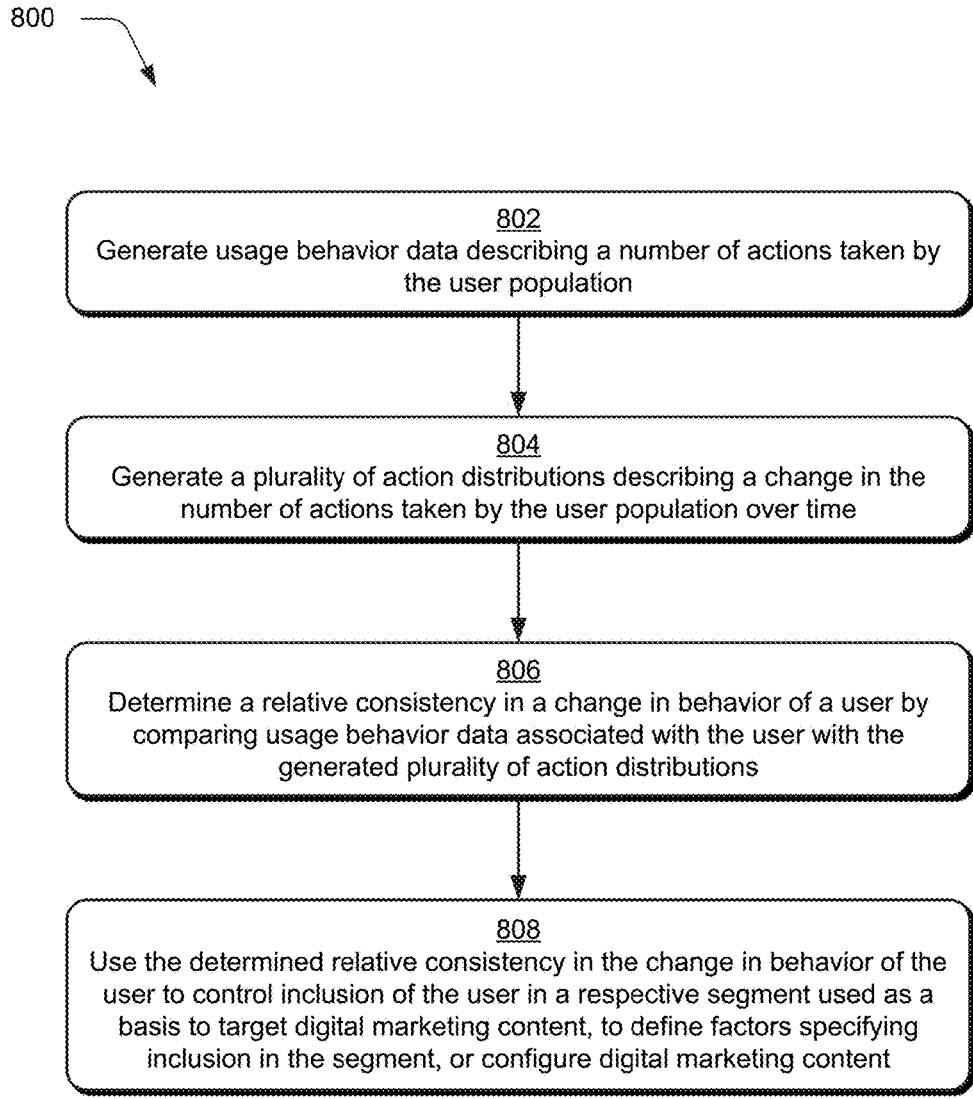 800
802
Generate usage behavior data describing a number of actions taken by
the user population
804
Generate a plurality of action distributions describing a change in the
number of actions taken by the user population over time
806
Determine a relative consistency in a change in behavior of a user by
comparing usage behavior data associated with the user with the
generated plurality of action distributions
808
Use the determined relative consistency in the change in behavior of the
user to control inclusion of the user in a respective segment used as a
basis to target digital marketing content, to define factors specifying
inclusion in the segment, or configure digital marketing content